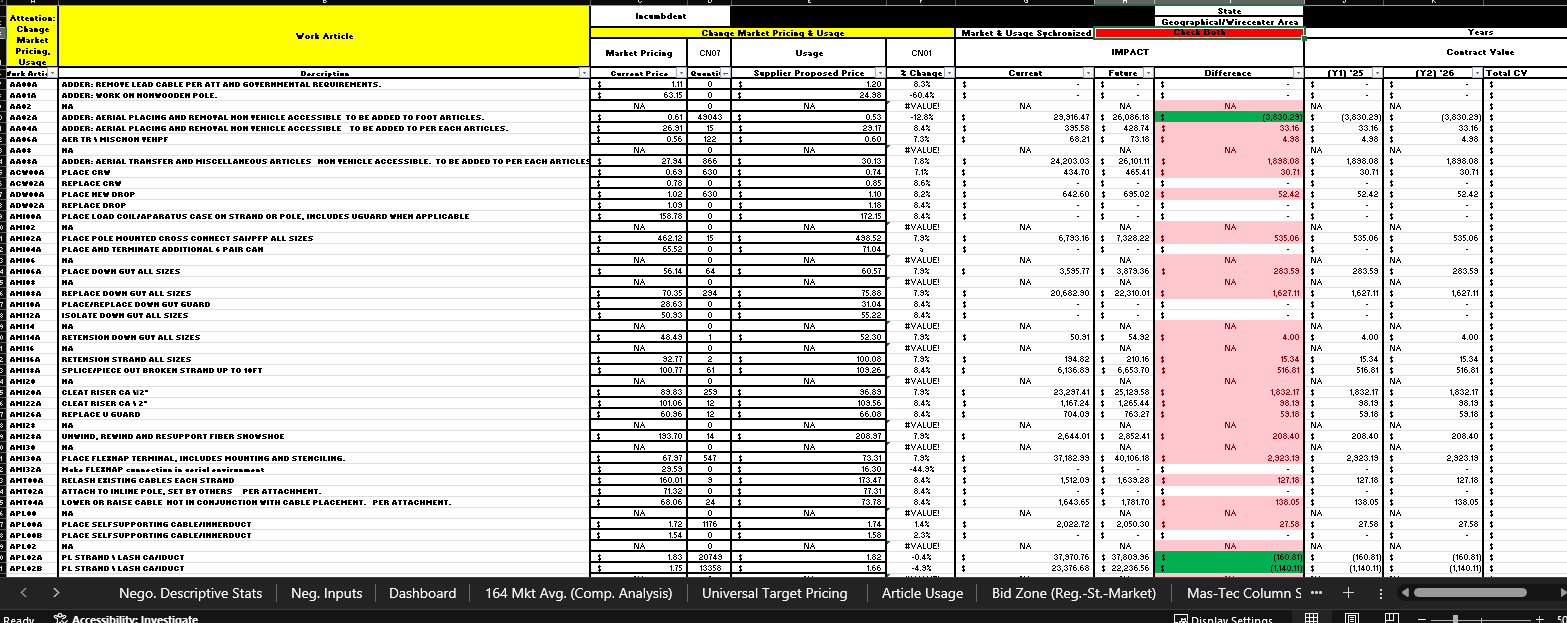 Attention: Change Market Pricing, Usage
Work Article
Incumbdent
State
Geographical/Wirecenter Area
Change Market Pricing & Usage
Market & Usage Sychronized
Check Both
Years
Market Pricing CN07 Usage CN01 IMPACT Contract Value
Description Current Price Supplier Proposed Price % Change Current Future Difference (Y1) '25 (Y2) '26 Total CV
AA00A ADDER: REMOVE LEAD CABLE PER ATT AND GOVERNMENTAL REQUIREMENTS. $ 1.11 0 $ 1.20 8.3% $ - $ - $ - $ - $ - $
AA01A ADDER: WORK ON NONWOODEN POLE. $ 63.15 0 $ 24.98 -60.4% $ - $ - $ - $ - $ - $
AA02 NA NA 0 NA #VALUE! NA NA NA NA NA $
AA02A ADDER: AERIAL PLACING AND REMOVAL NON VEHICLE ACCESSIBLE TO BE ADDED TO FOOT ARTICLES. $ 0.61 49043 $ 0.53 -12.8% $ 29,916.47 $ 26,086.18 $ (3,830.29) $ (3,830.29) $ (3,830.29) $
AA04A ADDER: AERIAL PLACING AND REMOVAL NON VEHICLE ACCESSIBLE TO BE ADDED TO PER EACH ARTICLES. $ 26.91 15 $ 29.17 8.4% $ 395.58 $ 428.74 $ 33.16 $ 33.16 $ 33.16 $
AA06A AER TR & MISCNON VEHPF $ 0.56 122 $ 0.60 7.3% $ 68.21 $ 73.18 $ 4.98 $ 4.98 $ 4.98 $
AA08 NA NA 0 NA #VALUE! NA NA NA NA NA $
AA08A ADDER: AERIAL TRANSFER AND MISCELLANEOUS ARTICLES NON VEHICLE ACCESSIBLE. TO BE ADDED TO PER EACH ARTICLES $ 27.94 866 $ 30.13 7.8% $ 24,203.03 $ 26,101.11 $ 1,898.08 $ 1,898.08 $ 1,898.08 $
ACW00A PLACE CRW $ 0.69 630 $ 0.74 7.1% $ 434.70 $ 465.41 $ 30.71 $ 30.71 $ 30.71 $
ACW02A REPLACE CRW $ 0.78 0 $ 0.85 8.6% $ - $ - $ - $ - $ - $
ADW00A PLACE NEW DROP $ 1.02 630 $ 1.10 8.2% $ 642.60 $ 695.02 $ 52.42 $ 52.42 $ 52.42 $
ADW02A REPLACE DROP $ 1.09 0 $ 1.18 8.4% $ - $ - $ - $ - $ - $
AMI00A PLACE LOAD COIL/APPARATUS CASE ON STRAND OR POLE, INCLUDES UGUARD WHEN APPLICABLE $ 158.78 0 $ 172.15 8.4% $ - $ - $ - $ - $ - $
AMI02 NA NA 0 NA #VALUE! NA NA NA NA NA $
AMI02A PLACE POLE MOUNTED CROSS CONNECT SAI/PFP ALL SIZES $ 462.12 15 $ 498.52 7.9% $ 6,793.16 $ 7,328.22 $ 535.06 $ 535.06 $ 535.06 $
AMI04A PLACE AND TERMINATE ADDITIONAL 6 PAIR CAN $ 65.52 0 $ 71.04 $ - $ - $ - $ - $ - $
AMI06 NA NA 0 NA #VALUE! NA NA NA NA NA $
AMI06A PLACE DOWN GUY ALL SIZES $ 56.14 64 $ 60.57 7.9% $ 3,595.77 $ 3,879.36 $ 283.59 $ 283.59 $ 283.59 $
AMI08 NA NA 0 NA #VALUE! NA NA NA NA NA $
AMI08A REPLACE DOWN GUY ALL SIZES $ 70.35 294 $ 75.88 7.9% $ 20,682.90 $ 22,310.01 $ 1,627.11 $ 1,627.11 $ 1,627.11 $
AMI10A PLACE/REPLACE DOWN GUY GUARD $ 28.63 0 $ 31.04 8.4% $ - $ - $ - $ - $ - $
AMI12A ISOLATE DOWN GUY ALL SIZES $ 50.93 0 $ 55.22 8.4% $ - $ - $ - $ - $ - $
AMI14 NA NA 0 NA #VALUE! NA NA NA NA NA $
AMI14A RETENSION DOWN GUY ALL SIZES $ 48.49 1 $ 52.30 7.9% $ 50.91 $ 54.92 $ 4.00 $ 4.00 $ 4.00 $
AMI16 NA NA 0 NA #VALUE! NA NA NA NA NA $
AMI16A RETENSION STRAND ALL SIZES $ 92.77 2 $ 100.08 7.9% $ 194.82 $ 210.16 $ 15.34 $ 15.34 $ 15.34 $
AMI18A SPLICE/PIECE OUT BROKEN STRAND UP TO 10FT $ 100.77 61 $ 109.26 8.4% $ 6,136.89 $ 6,653.70 $ 516.81 $ 516.81 $ 516.81 $
AMI20 NA NA 0 NA #VALUE! NA NA NA NA NA $
AMI20A CLEAT RISER CA $ 89.83 259 $ 96.89 7.9% $ 23,297.41 $ 25,129.58 $ 1,832.17 $ 1,832.17 $ 1,832.17 $
AMI22A CLEAT RISER CA $ 101.06 12 $ 109.56 8.4% $ 1,167.24 $ 1,265.44 $ 98.19 $ 98.19 $ 98.19 $
AMI26A REPLACE U GUARD $ 60.96 12 $ 66.08 8.4% $ 704.09 $ 763.27 $ 59.18 $ 59.18 $ 59.18 $
AMI28 NA NA 0 NA #VALUE! NA NA NA NA NA $
AMI28A UNWIND, REWIND AND RESUPPORT FIBER SNOWSHOE $ 193.70 14 $ 208.97 7.9% $ 2,644.01 $ 2,852.41 $ 208.40 $ 208.40 $ 208.40 $
AMI30 NA NA 0 NA #VALUE! NA NA NA NA NA $
AMI30A PLACE FLEXNAP TERMINAL, INCLUDES MOUNTING AND STENCILING. $ 67.97 547 $ 73.31 7.9% $ 37,182.99 $ 40,106.18 $ 2,923.19 $ 2,923.19 $ 2,923.19 $
AMI32A Make FLEXNAP connection in aerial environment $ 29.59 0 $ 16.30 -44.9% $ - $ - $ - $ - $ - $
AMT00A RELASH EXISTING CABLES EACH STRAND $ 160.01 9 $ 173.47 8.4% $ 1,512.09 $ 1,639.28 $ 127.18 $ 127.18 $ 127.18 $
AMT02A ATTACH TO INLINE POLE, SET BY OTHERS PER ATTACHMENT. $ 71.32 0 $ 77.31 8.4% $ - $ - $ - $ - $ - $
AMT04A LOWER OR RAISE CABLE NOT IN CONJUNCTION WITH CABLE PLACEMENT. PER ATTACHMENT. $ 68.06 24 $ 73.78 8.4% $ 1,643.65 $ 1,781.70 $ 138.05 $ 138.05 $ 138.05 $
APL00 NA NA 0 NA #VALUE! NA NA NA NA NA $
APL00A PLACE SELFSUPPORTING CABLE/INNERDUCT $ 1.72 1176 $ 1.74 1.4% $ 2,022.72 $ 2,050.30 $ 27.58 $ 27.58 $ 27.58 $
APL00B PLACE SELFSUPPORTING CABLE/INNERDUCT $ 1.54 0 $ 1.58 2.3% $ - $ - $ - $ - $ - $
APL02 NA NA 0 NA #VALUE! NA NA NA NA NA $
APL02A PL STRAND & LASH CA/IDUCT $ 1.83 20749 $ 1.82 -0.4% $ 37,970.76 $ 37,809.96 $ (160.81) $ (160.81) $ (160.81) $
APL02B PL STRAND & LASH CA/IDUCT $ 1.75 13358 $ 1.66 -4.9% $ 23,376.68 $ 22,236.56 $ (1,140.11) $ (1,140.11) $ (1,140.11) $
Nego. Descriptive Stats Neg. Inputs Dashboard 164 Mkt Avg. (Comp. Analysis) Universal Target Pricing Article Usage Bid Zone (Reg.-St.-Market) Mas-Tec Column S
Ready Accessibility: Investigate Display Settings